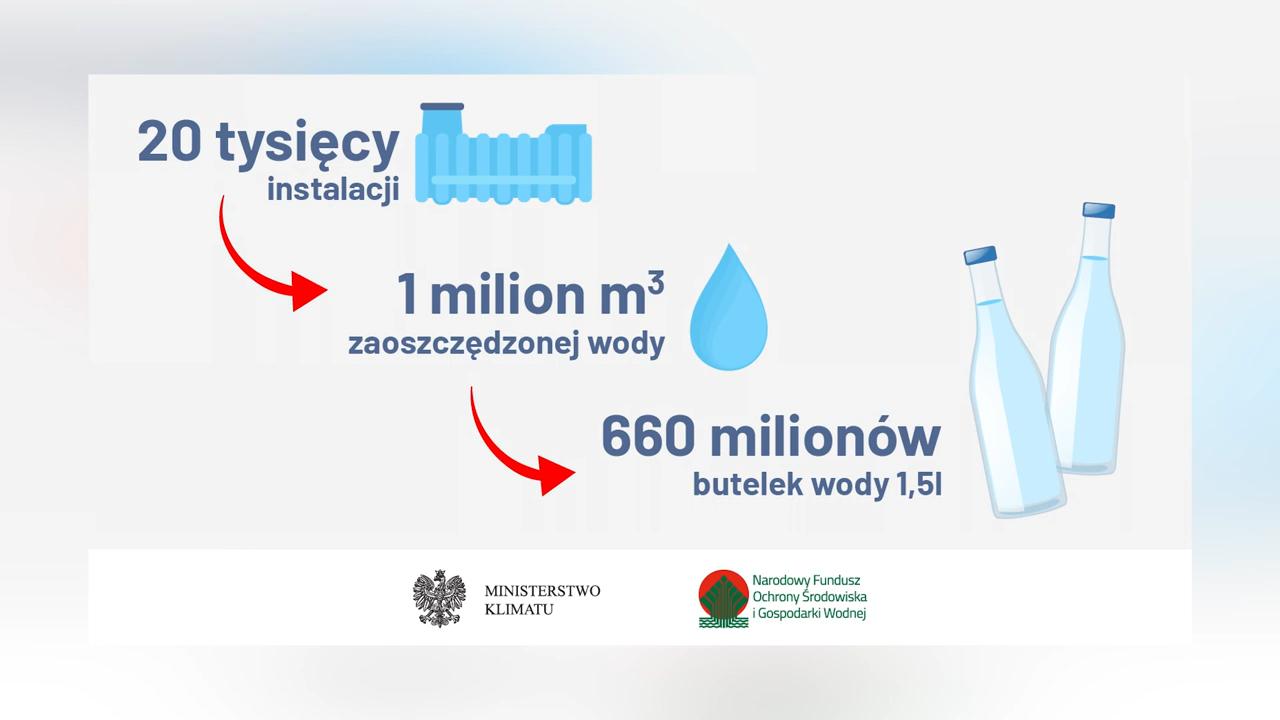 20 tysięcy
instalacji
1 milion m³
zaoszczędzonej wody
660 milionów
butelek wody 1,5l
MINISTERSTWO
KLIMATU
Narodowy Fundusz
Ochrony Środowiska
i Gospodarki Wodnej